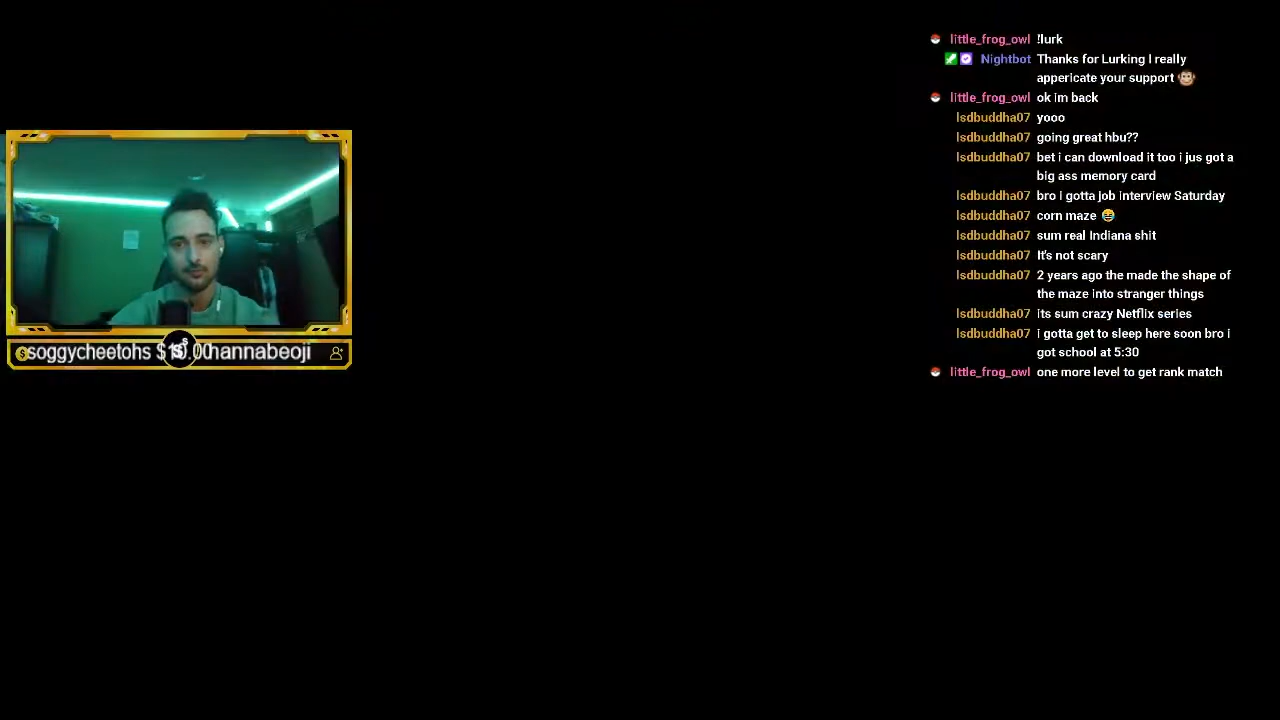 little_frog_owl !lurk
Nightbot Thanks for Lurking I really
appericate your support
little_frog_owl ok im back
lsdbuddha07 yooo
lsdbuddha07 going great hbu??
lsdbuddha07 bet i can download it too i jus got a
big ass memory card
lsdbuddha07 bro i gotta job interview Saturday
lsdbuddha07 corn maze 😂
lsdbuddha07 sum real Indiana shit
lsdbuddha07 It's not scary
lsdbuddha07 2 years ago the made the shape of
the maze into stranger things
lsdbuddha07 its sum crazy Netflix series
lsdbuddha07 i gotta get to sleep here soon bro i
got school at 5:30
little_frog_owl one more level to get rank match
soggycheetohs hannabeoji